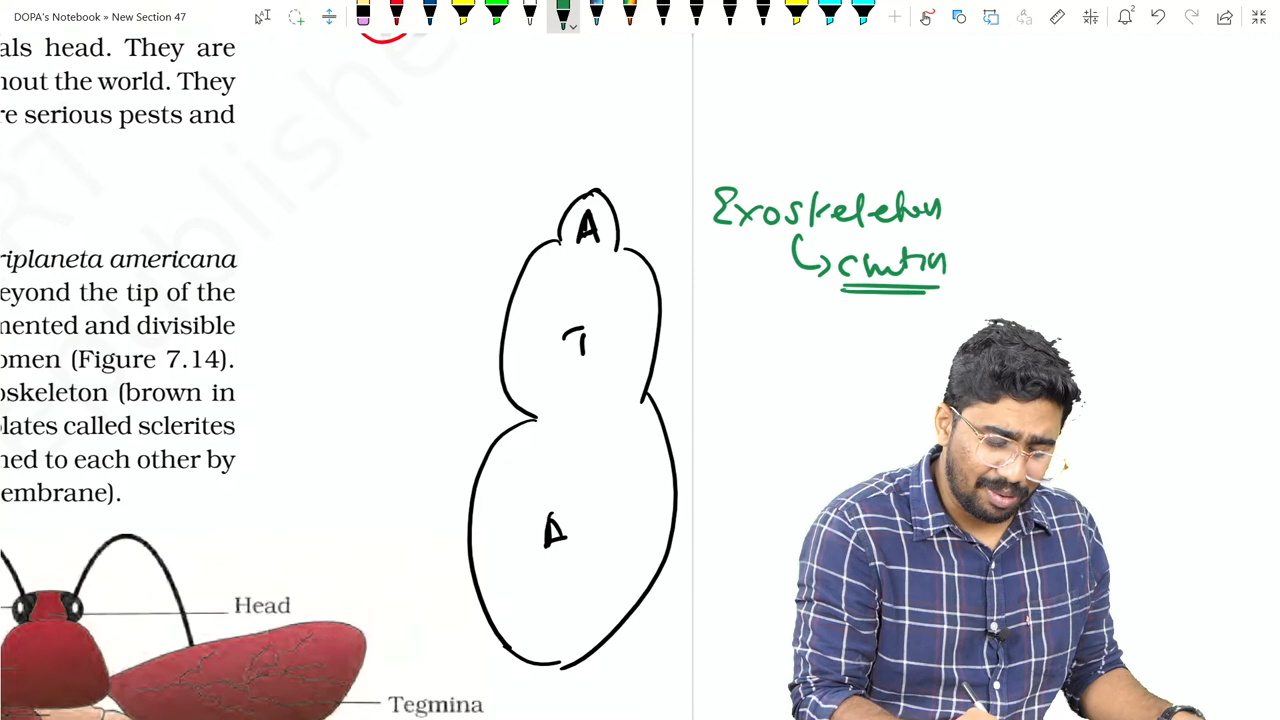 DOPA's Notebook » New Section 47
als head. They are
hout the world. They
re serious pests and
riplaneta americana
eyond the tip of the
mented and divisible
omen (Figure 7.14).
oskeleton (brown in
lates called sclerites
ned to each other by
embrane).
Head
Tegmina
A
T
A
Exoskeleton
chitin